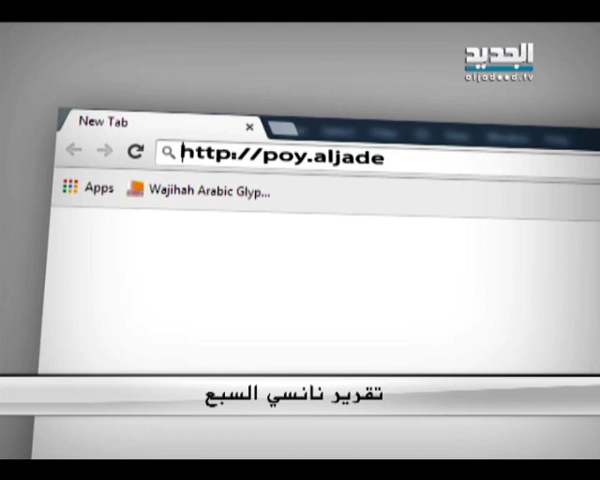 الجديد
aljadeed.tv
New Tab
http://poy.aljade
Apps
Wajihah Arabic Glyp...
تقرير نانسي السبع